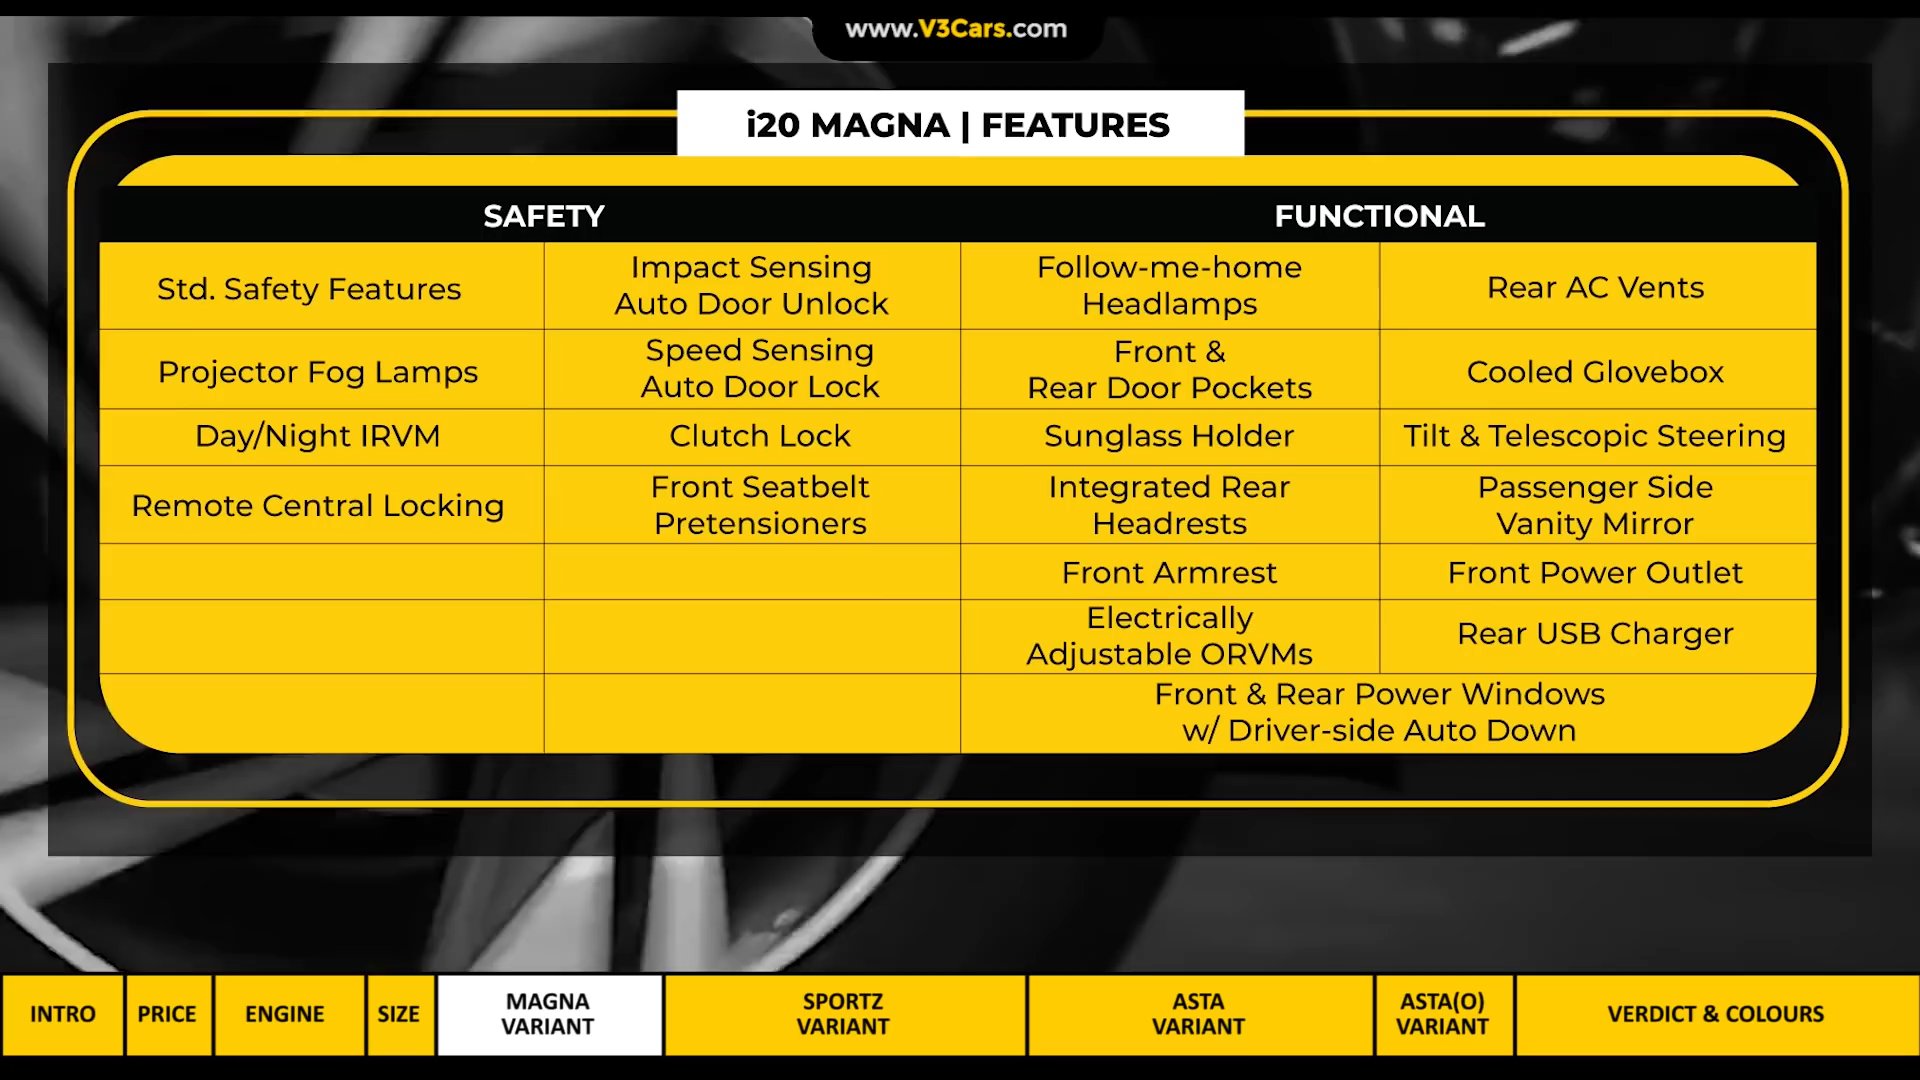 www.V3Cars.com
i20 MAGNA | FEATURES
SAFETY
FUNCTIONAL
Std. Safety Features
Impact Sensing
Auto Door Unlock
Follow-me-home
Headlamps
Rear AC Vents
Projector Fog Lamps
Speed Sensing
Auto Door Lock
Front &
Rear Door Pockets
Cooled Glovebox
Day/Night IRVM
Clutch Lock
Sunglass Holder
Tilt & Telescopic Steering
Remote Central Locking
Front Seatbelt
Pretensioners
Integrated Rear
Headrests
Passenger Side
Vanity Mirror
Front Armrest
Front Power Outlet
Electrically
Adjustable ORVMs
Rear USB Charger
Front & Rear Power Windows
w/ Driver-side Auto Down
INTRO
PRICE
ENGINE
SIZE
MAGNA
VARIANT
SPORTZ
VARIANT
ASTA
VARIANT
ASTA(O)
VARIANT
VERDICT & COLOURS